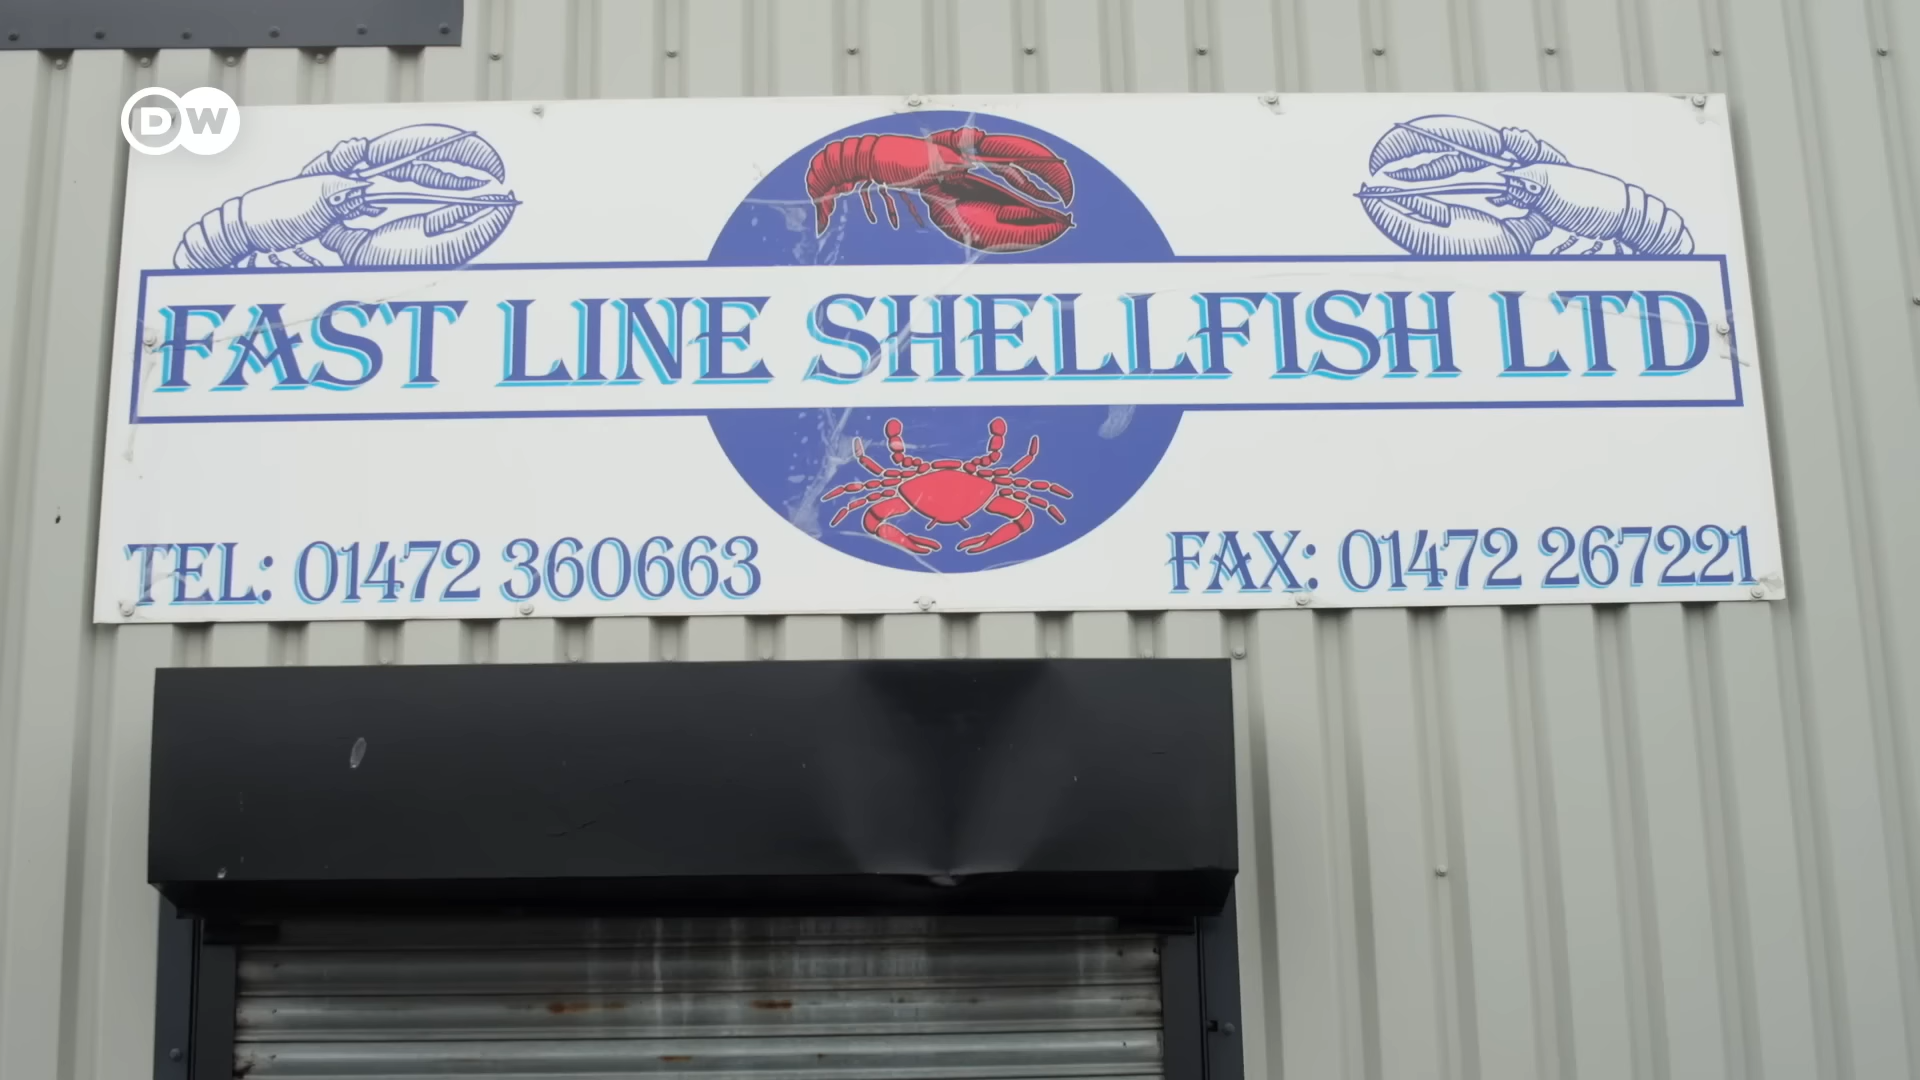 DW
FAST LINE SHELLFISH LTD
TEL: 01472 360663
FAX: 01472 267221